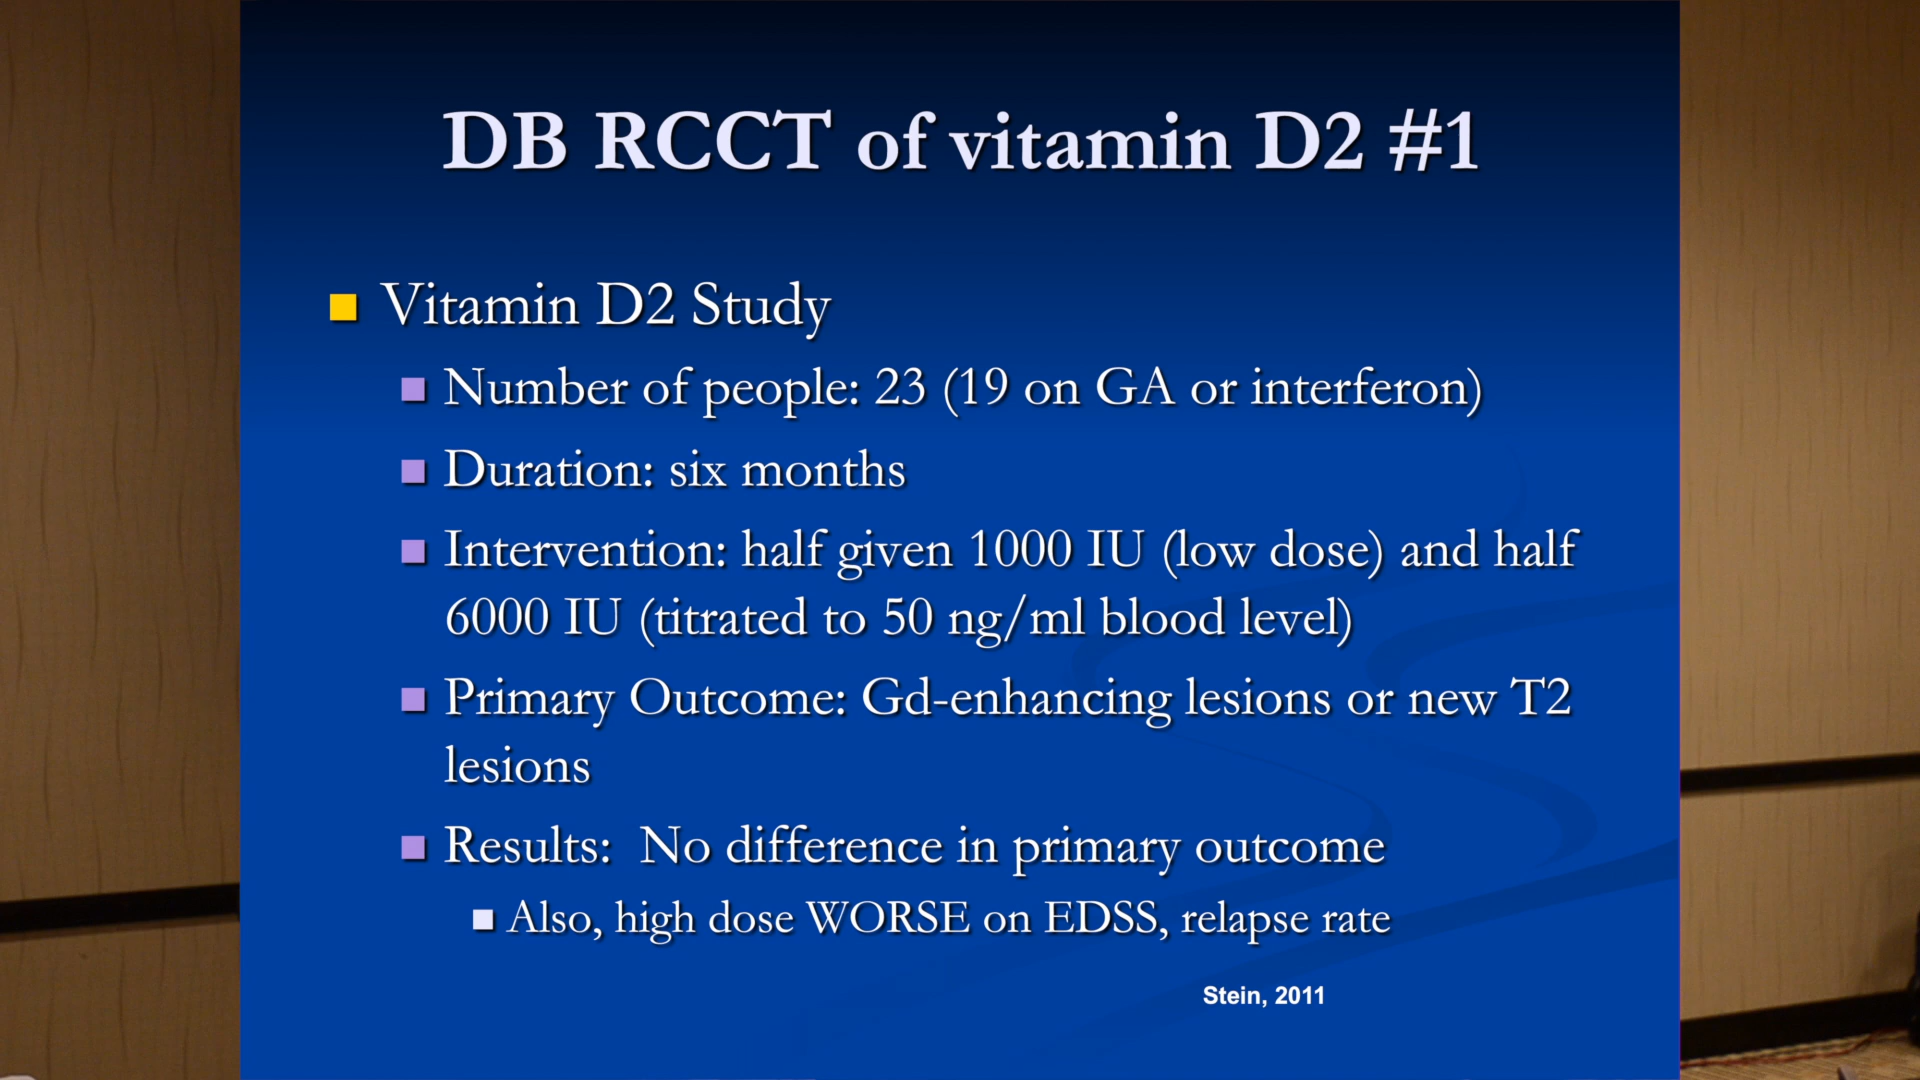 DB RCCT of vitamin D2 #1
Vitamin D2 Study
Number of people: 23 (19 on GA or interferon)
Duration: six months
Intervention: half given 1000 IU (low dose) and half
6000 IU (titrated to 50 ng/ml blood level)
Primary Outcome: Gd-enhancing lesions or new T2
lesions
Results: No difference in primary outcome
Also, high dose WORSE on EDSS, relapse rate
Stein, 2011